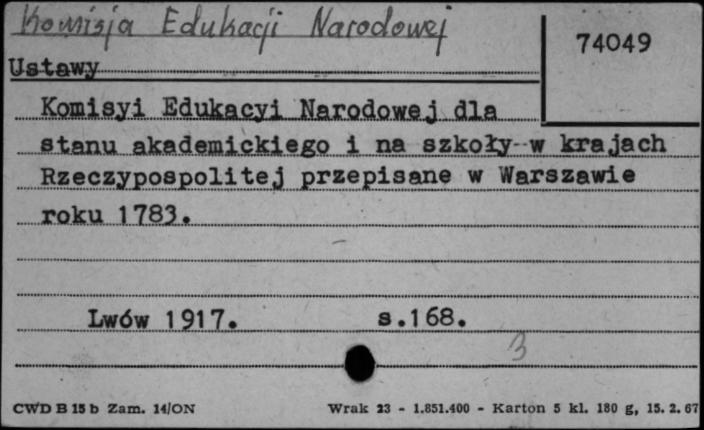 Komisja Edukacji Narodowej
74049
Ustawy
Komisyi Edukacyi Narodowej dla
stanu akademickiego i na szkoły w krajach
Rzeczypospolitej przepisane w Warszawie
roku 1783.
Lwów 1917. s.168.
3
CWD B 15 b Zam. 14/ON Wrak 23 - 1.851.400 - Karton 5 kl. 180 g, 15. 2. 67